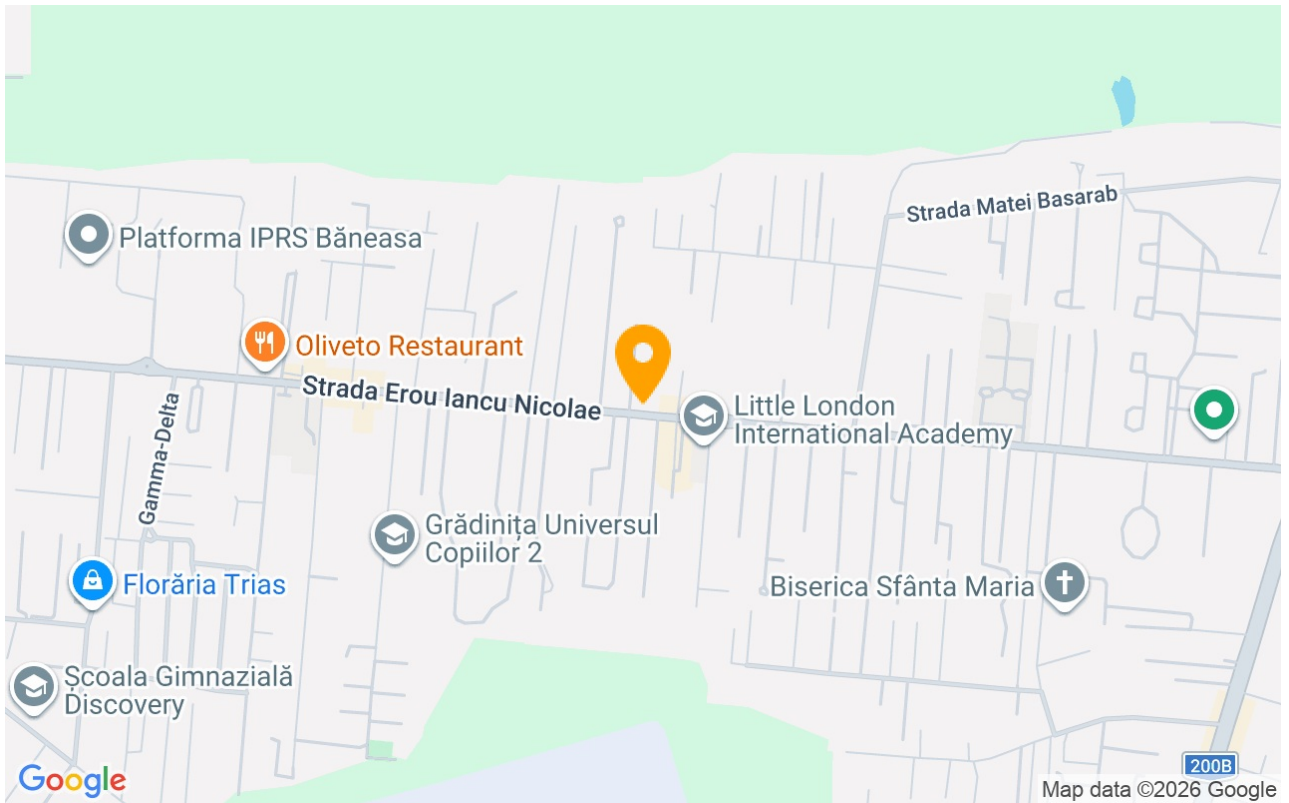 Strada Matei Basarab
Platforma IPRS Băneasa
Oliveto Restaurant
Strada Erou Iancu Nicolae
Little London
International Academy
Gamma-Delta
Grădinița Universul
Copiilor 2
Florăria Trias
Biserica Sfânta Maria
Școala Gimnazială
Discovery
200B
Google
Map data ©2026 Google